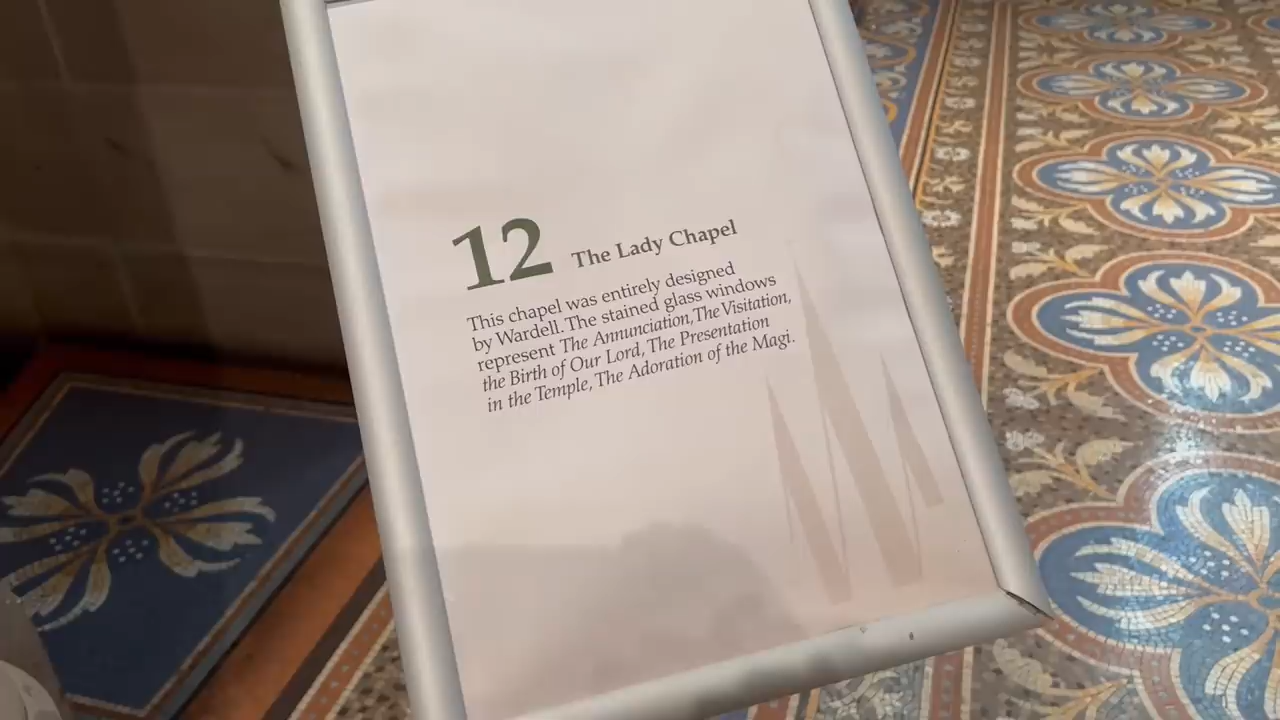 12 The Lady Chapel
This chapel was entirely designed
by Wardell. The stained glass windows
represent The Annunciation, The Visitation,
the Birth of Our Lord, The Presentation
in the Temple, The Adoration of the Magi.